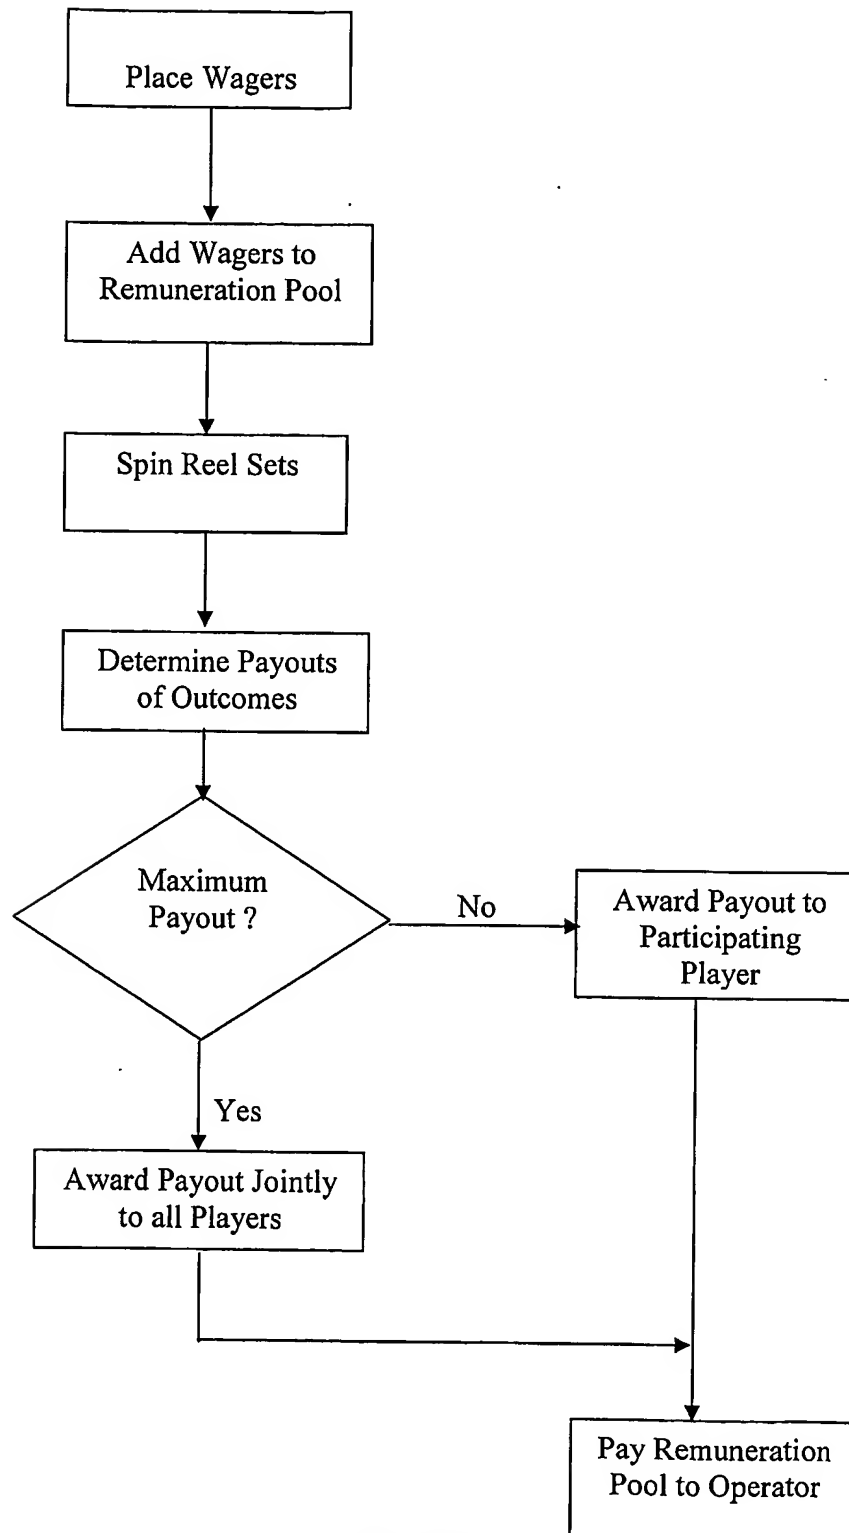 Place Wagers
Add Wagers to
Remuneration Pool
Spin Reel Sets
Determine Payouts
of Outcomes
Maximum
Payout ?
No
Award Payout to
Participating
Player
Yes
Award Payout Jointly
to all Players
Pay Remuneration
Pool to Operator